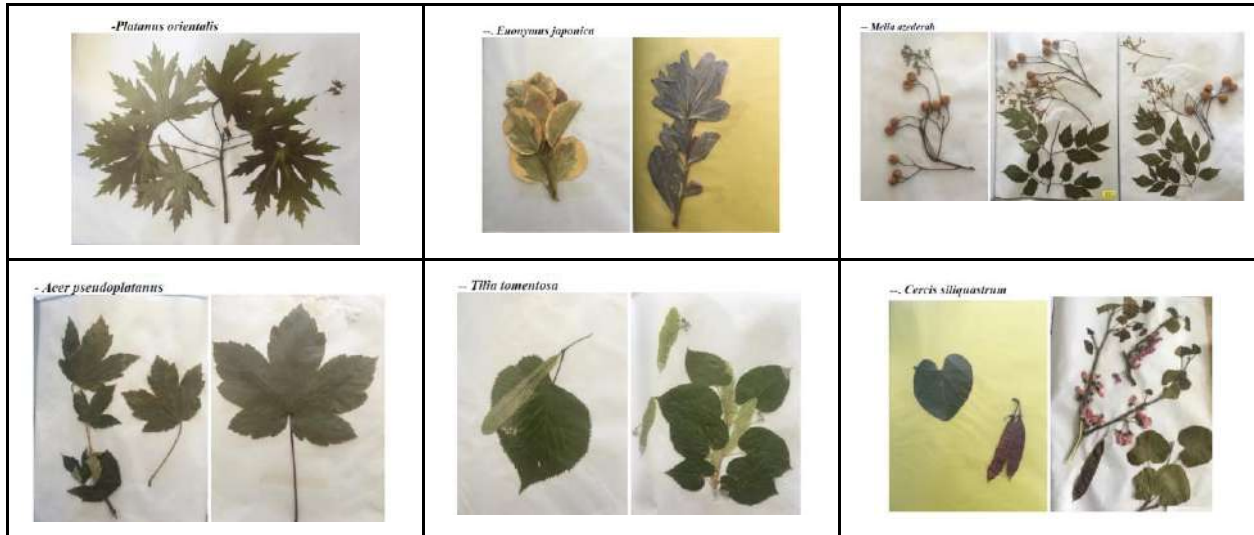 -Platanus orientalis
--. Euonymus japonica
-- Melia azederah
- Acer pseudoplatanus
-- Tilia tomentosa
--. Cercis siliquastrum